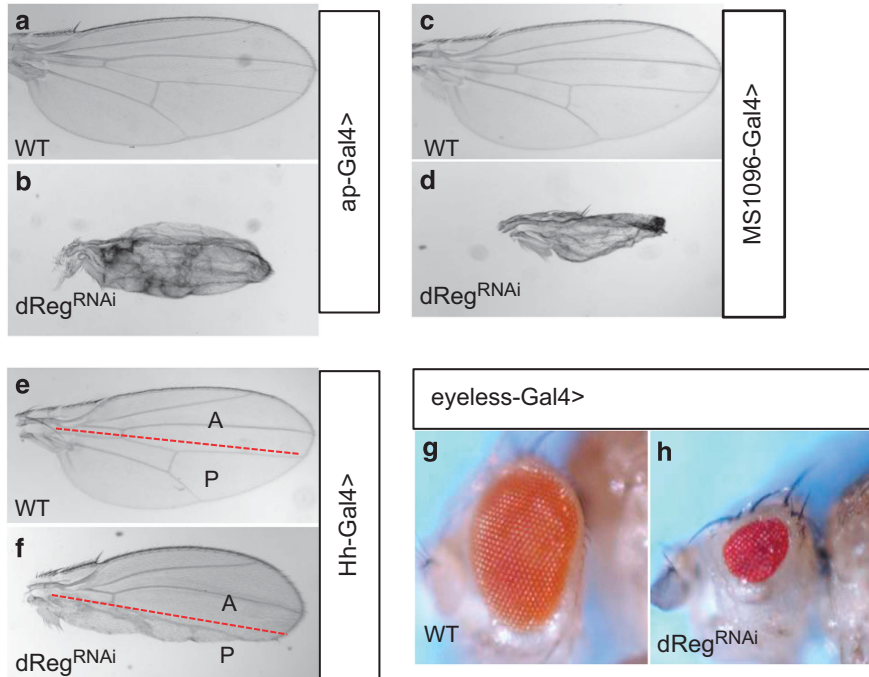 a
WT
b
dReg^RNAi
ap-Gal4>
c
WT
d
dReg^RNAi
MS1096-Gal4>
e
A
P
WT
f
A
P
dReg^RNAi
Hh-Gal4>
eyeless-Gal4>
g
WT
h
dReg^RNAi